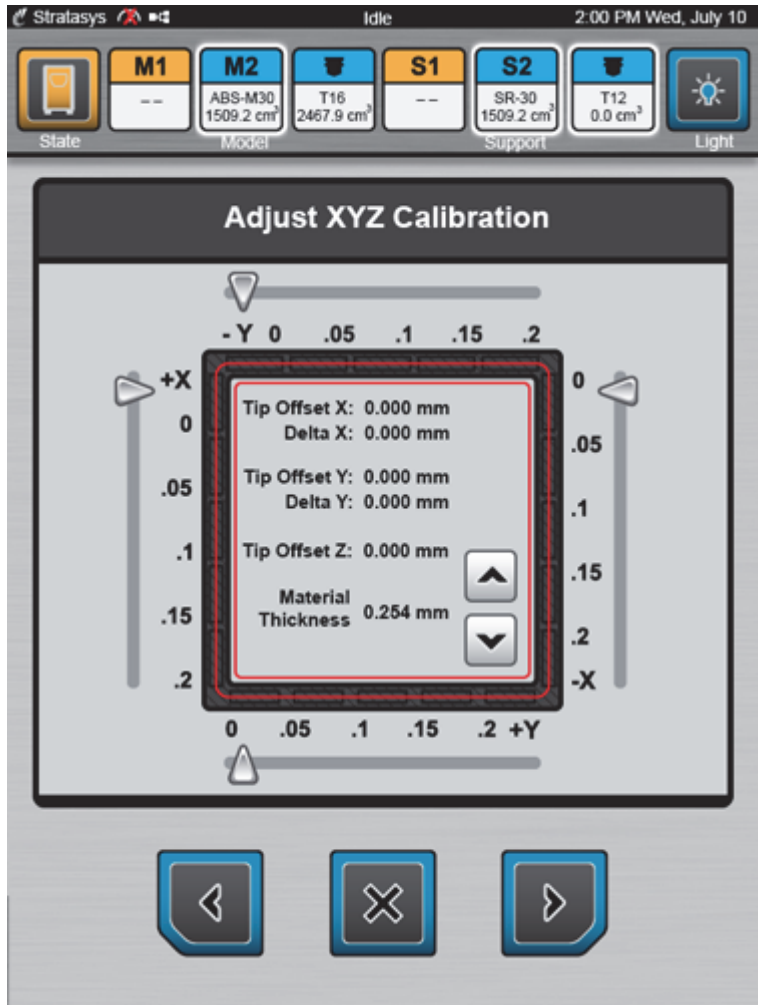 Stratasys Idle 2:00 PM Wed, July 10
M1 M2 S1 S2
-- ABS-M30 T16 -- SR-30 T12
1509.2 cm³ 2467.9 cm³ 1509.2 cm³ 0.0 cm³
State Model Support Light
Adjust XYZ Calibration
- Y 0 .05 .1 .15 .2
+X
0
.05
.1
.15
.2
Tip Offset X: 0.000 mm
Delta X: 0.000 mm
Tip Offset Y: 0.000 mm
Delta Y: 0.000 mm
Tip Offset Z: 0.000 mm
Material
Thickness 0.254 mm
0
.05
.1
.15
.2
-X
0 .05 .1 .15 .2 +Y